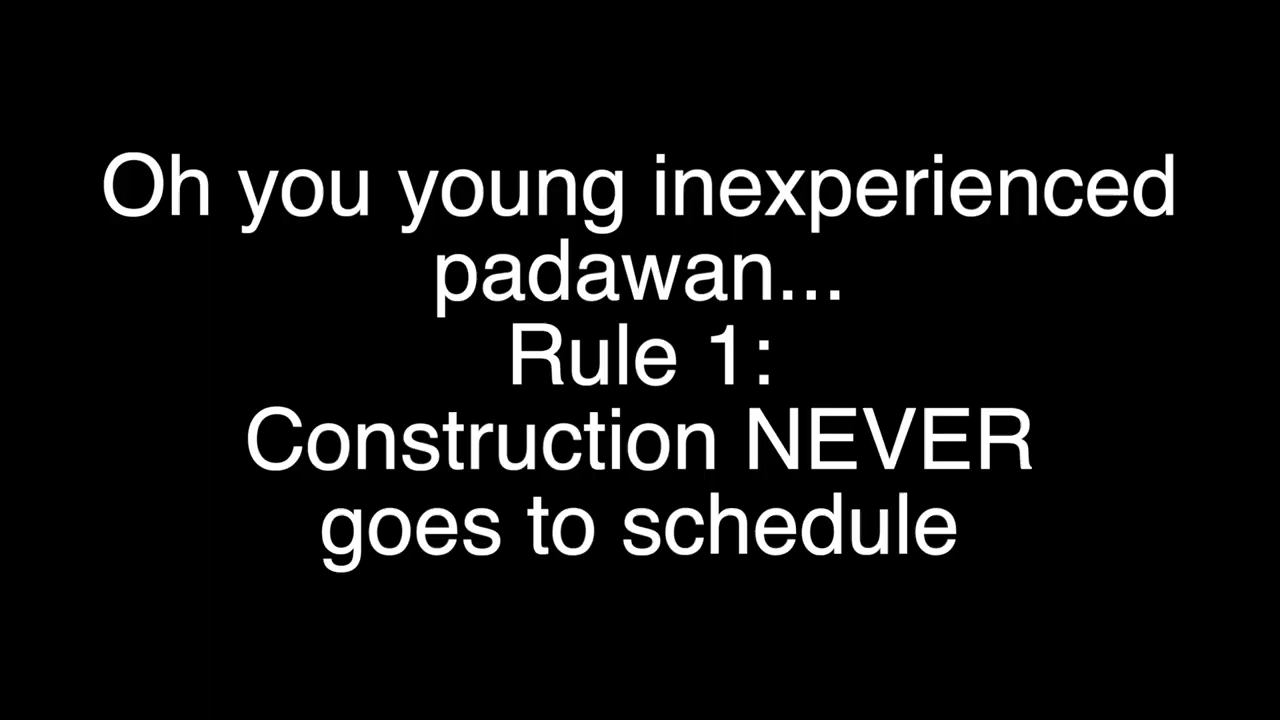 Oh you young inexperienced
padawan...
Rule 1:
Construction NEVER
goes to schedule